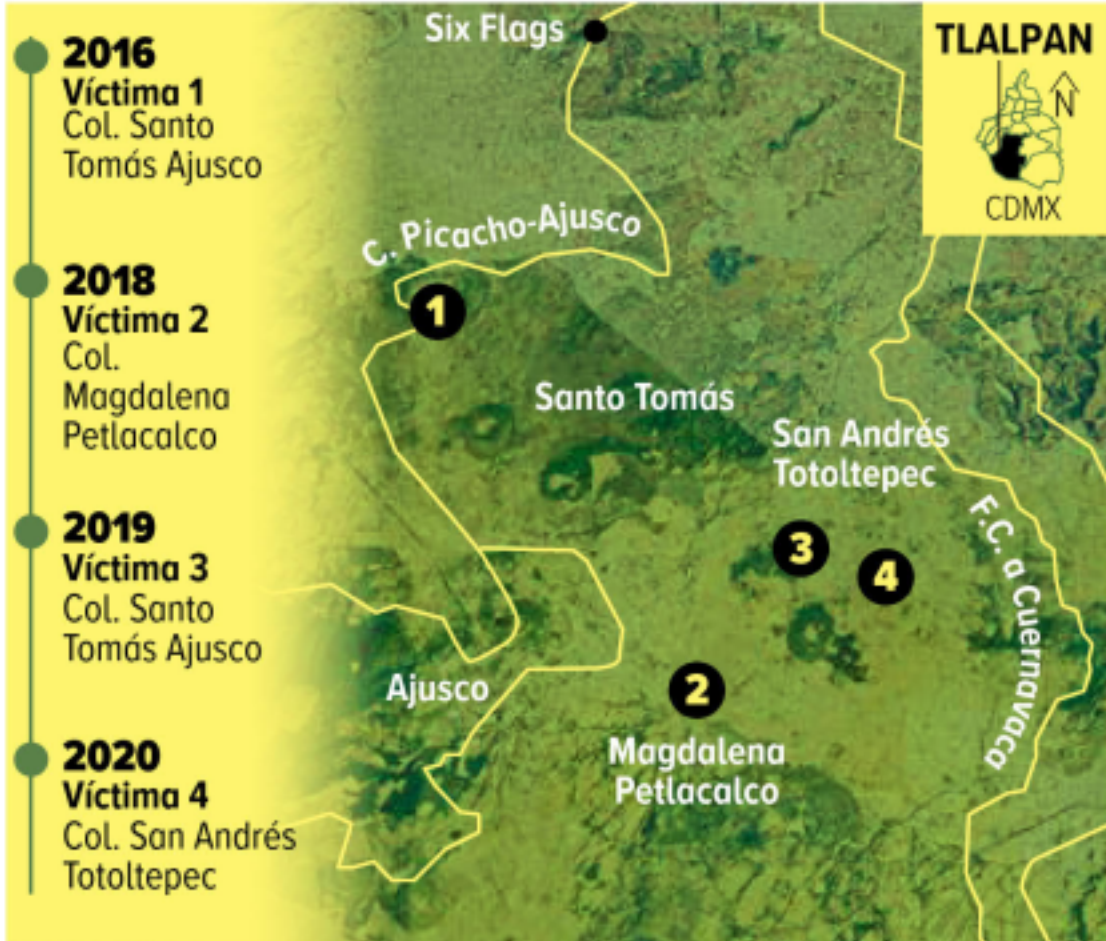 2016
Víctima 1
Col. Santo
Tomás Ajusco
2018
Víctima 2
Col.
Magdalena
Petlacalco
2019
Víctima 3
Col. Santo
Tomás Ajusco
2020
Víctima 4
Col. San Andrés
Totoltepec
Six Flags
C. Picacho-Ajusco
1
Santo Tomás
San Andrés
Totoltepec
3
4
F.C. a Cuernavaca
Ajusco
2
Magdalena
Petlacalco
TLALPAN
N
CDMX